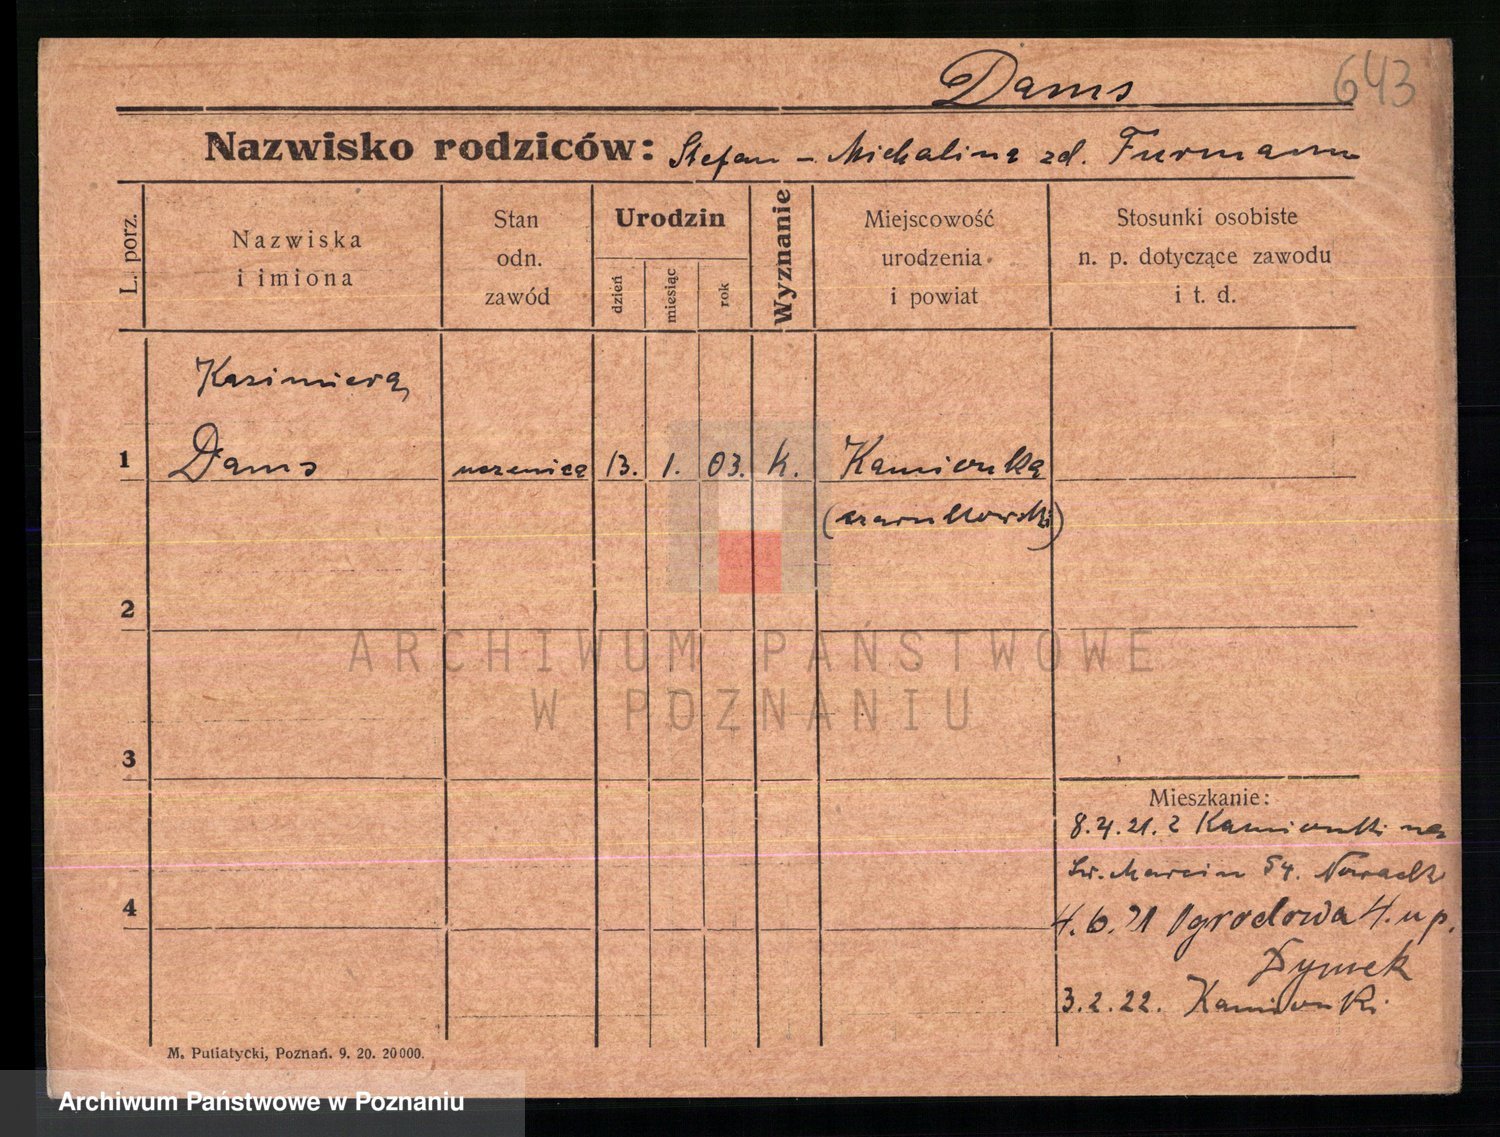 Dams
643
Nazwisko rodziców: Stefan - Michalina zd. Furmann
L. porz.
Nazwiska
i imiona
Stan
odn.
zawód
Urodzin
dzień
miesiąc
rok
Wyznanie
Miejscowość
urodzenia
i powiat
Stosunki osobiste
n. p. dotyczące zawodu
i t. d.
Kazimiera
1 Dams uczenica 13. 1. 03. k. Kamionka
(czarnkowski)
2
3
4
Mieszkanie:
8.4.21. z Kamionki na
Św. Marcin 54. Nowack
4.6.21 Ogrodowa 4. u p.
Dymek
3.2.22. Kamionki
M. Putiatycki, Poznań. 9. 20. 20000.
ARCHIWUM PAŃSTWOWE
W POZNANIU
Archiwum Państwowe w Poznaniu